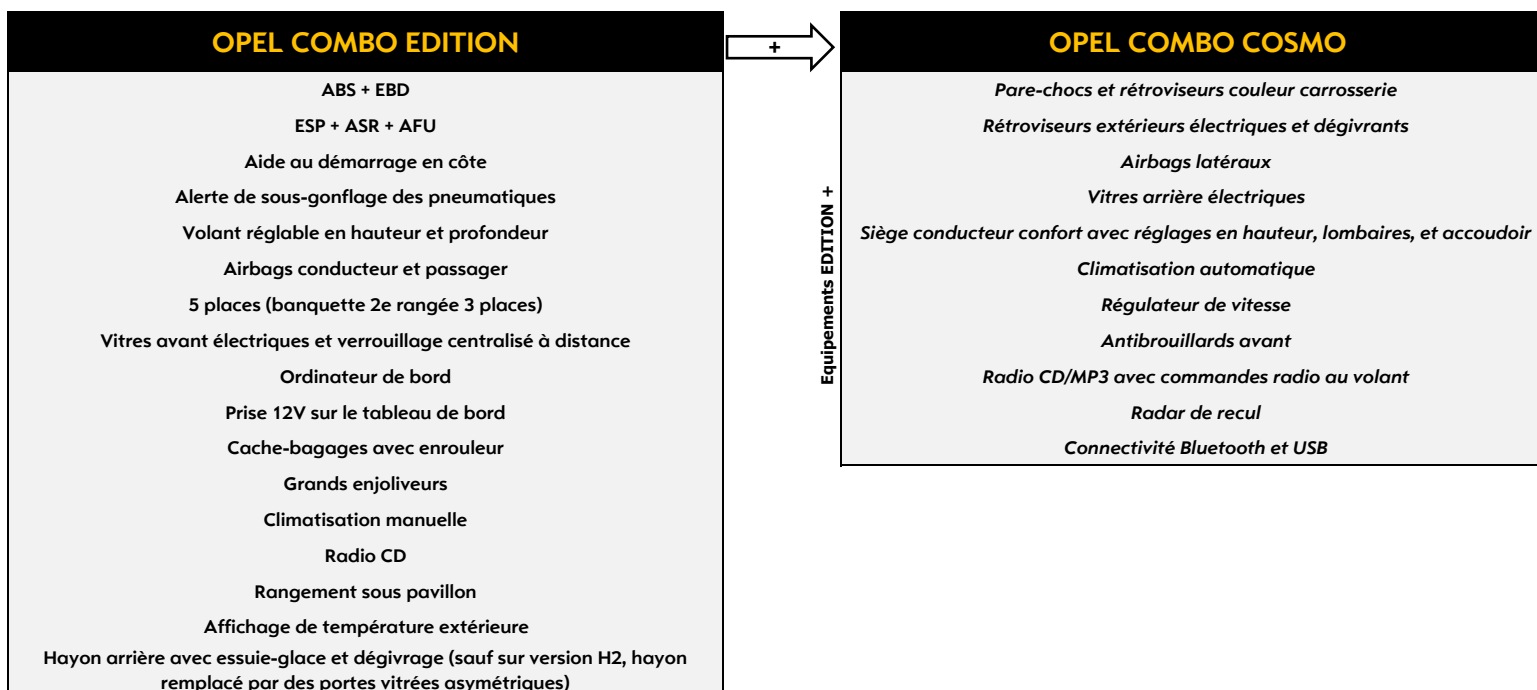 OPEL COMBO EDITION
ABS + EBD
ESP + ASR + AFU
Aide au démarrage en côte
Alerte de sous-gonflage des pneumatiques
Volant réglable en hauteur et profondeur
Airbags conducteur et passager
5 places (banquette 2e rangée 3 places)
Vitres avant électriques et verrouillage centralisé à distance
Ordinateur de bord
Prise 12V sur le tableau de bord
Cache-bagages avec enrouleur
Grands enjoliveurs
Climatisation manuelle
Radio CD
Rangement sous pavillon
Affichage de température extérieure
Hayon arrière avec essuie-glace et dégivrage (sauf sur version H2, hayon
remplacé par des portes vitrées asymétriques)
+
Equipements EDITION +
OPEL COMBO COSMO
Pare-chocs et rétroviseurs couleur carrosserie
Rétroviseurs extérieurs électriques et dégivrants
Airbags latéraux
Vitres arrière électriques
Siège conducteur confort avec réglages en hauteur, lombaires, et accoudoir
Climatisation automatique
Régulateur de vitesse
Antibrouillards avant
Radio CD/MP3 avec commandes radio au volant
Radar de recul
Connectivité Bluetooth et USB